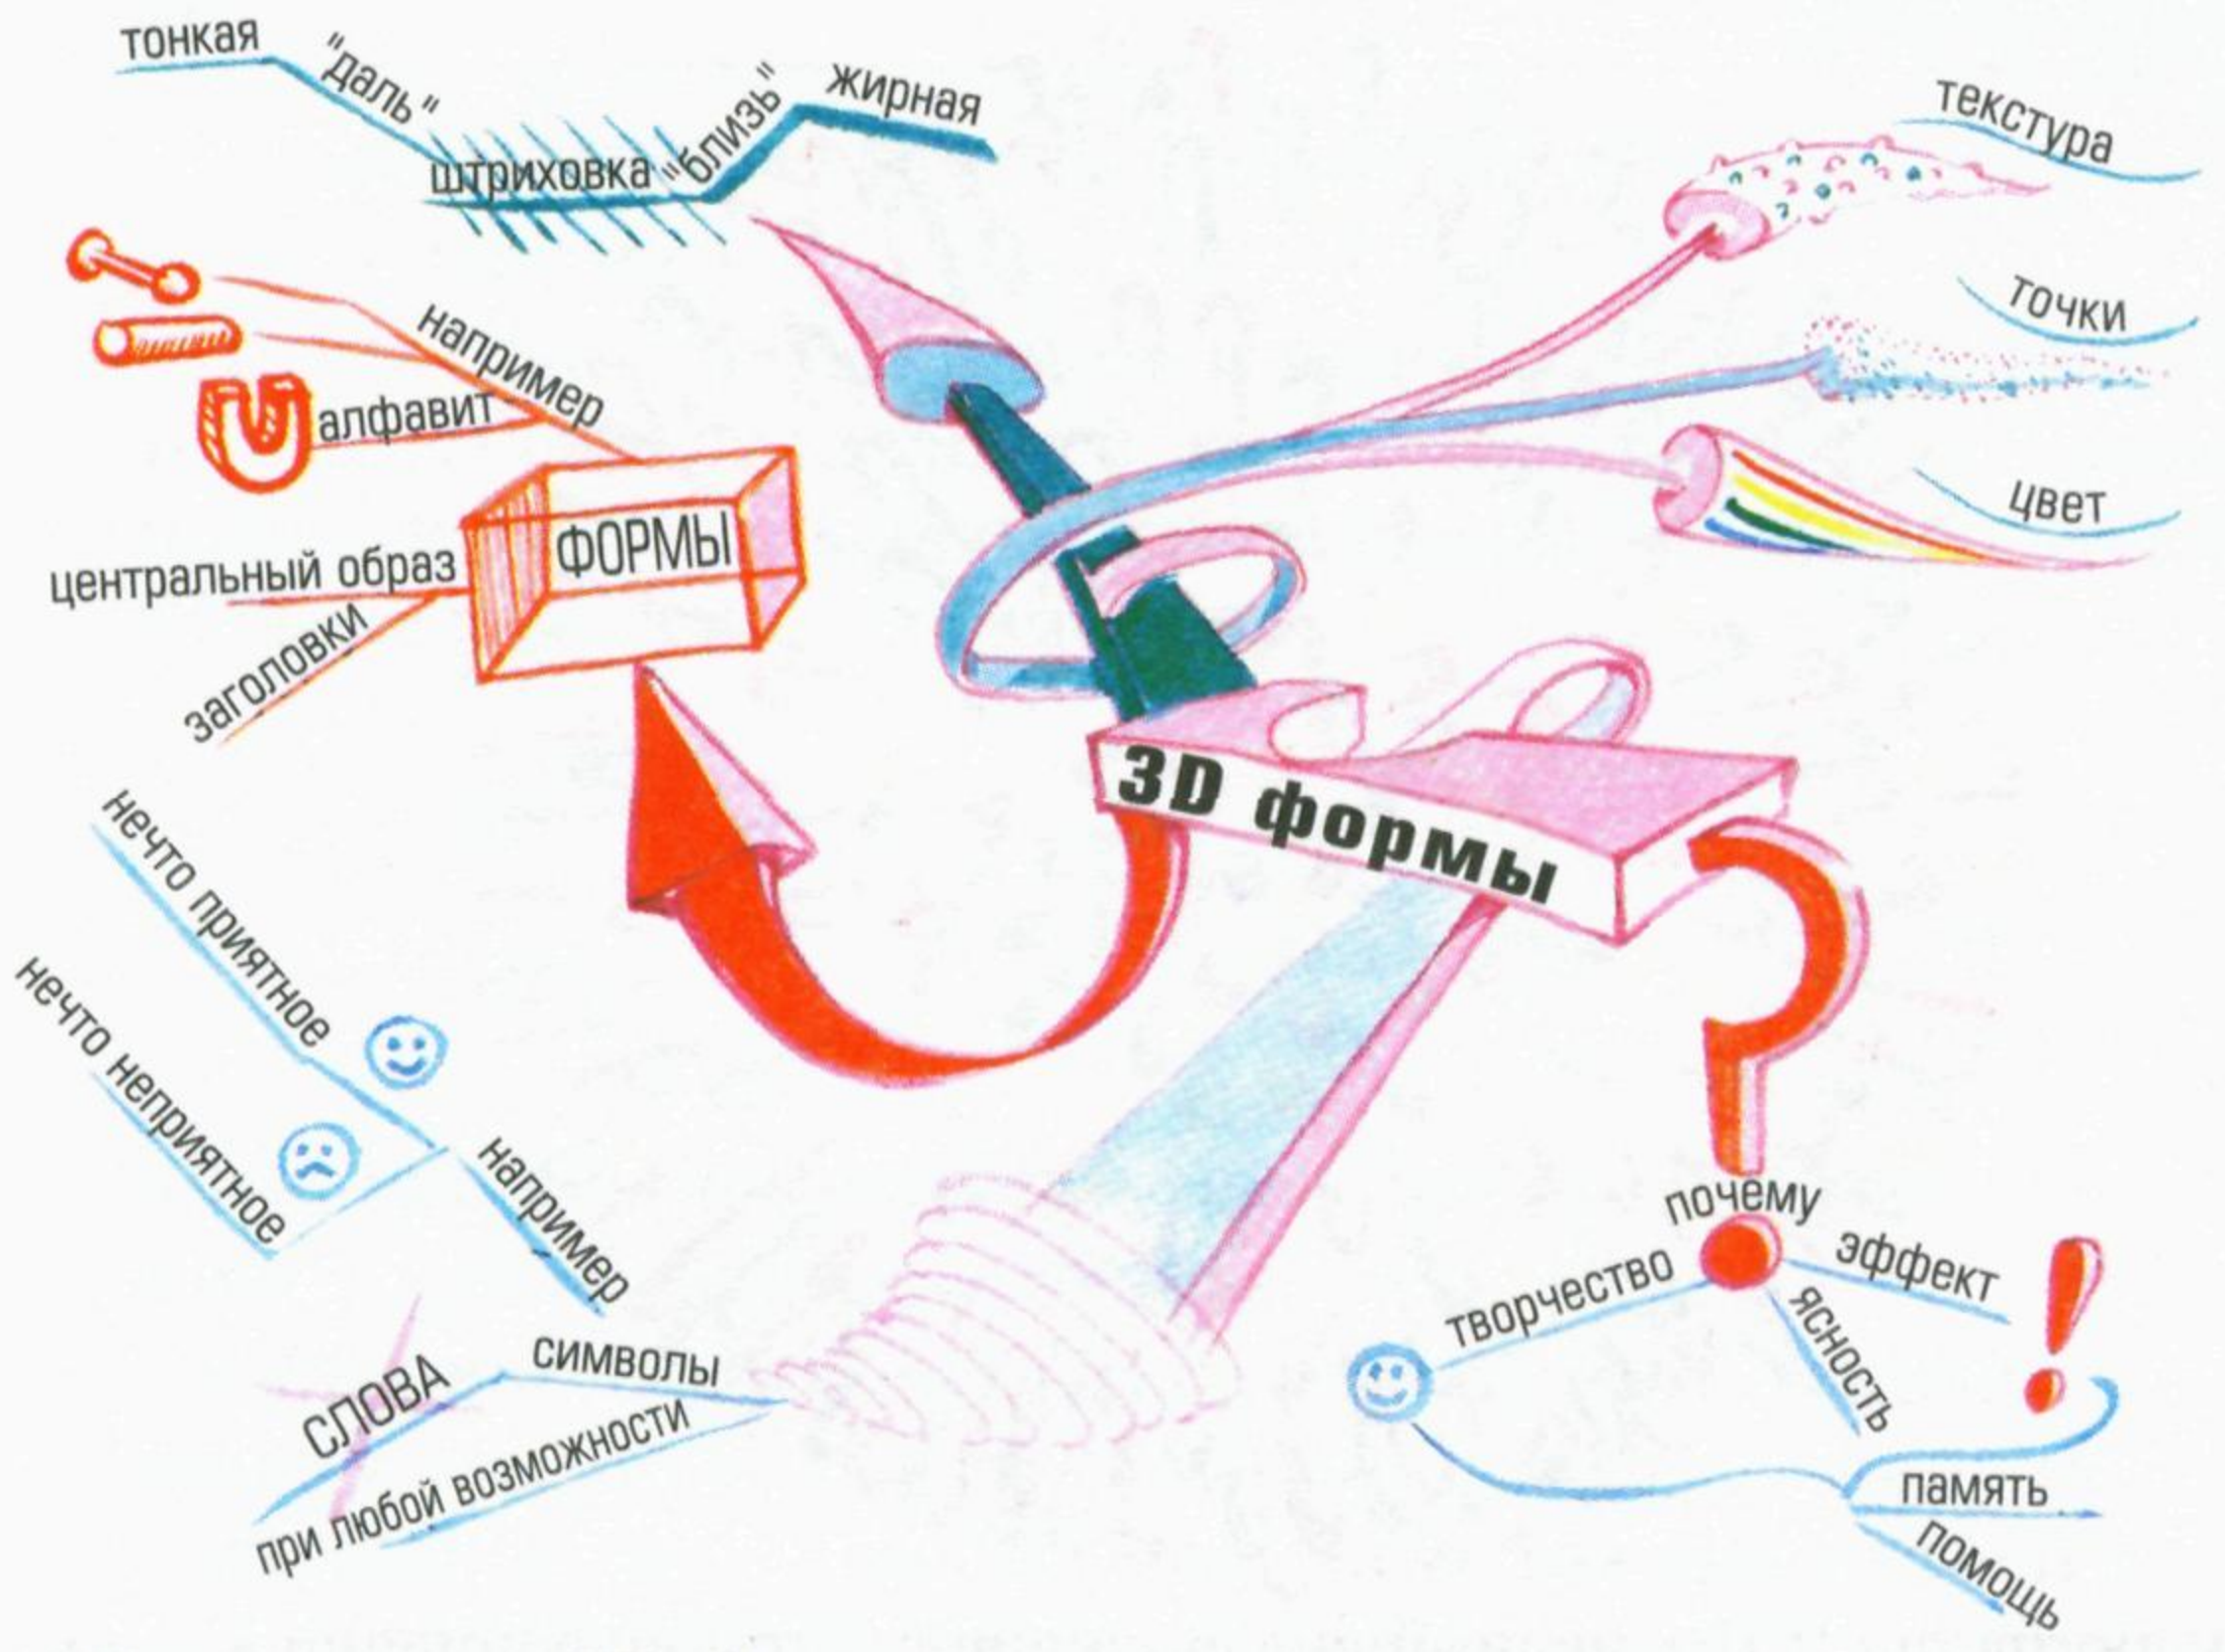 тонкая
"даль"
штриховка
"близь"
жирная
текстура
точки
цвет
например
алфавит
ФОРМЫ
центральный образ
заголовки
3D формы
нечто приятное
нечто неприятное
например
символы
СЛОВА
при любой возможности
почему
творчество
эффект
ясность
память
помощь